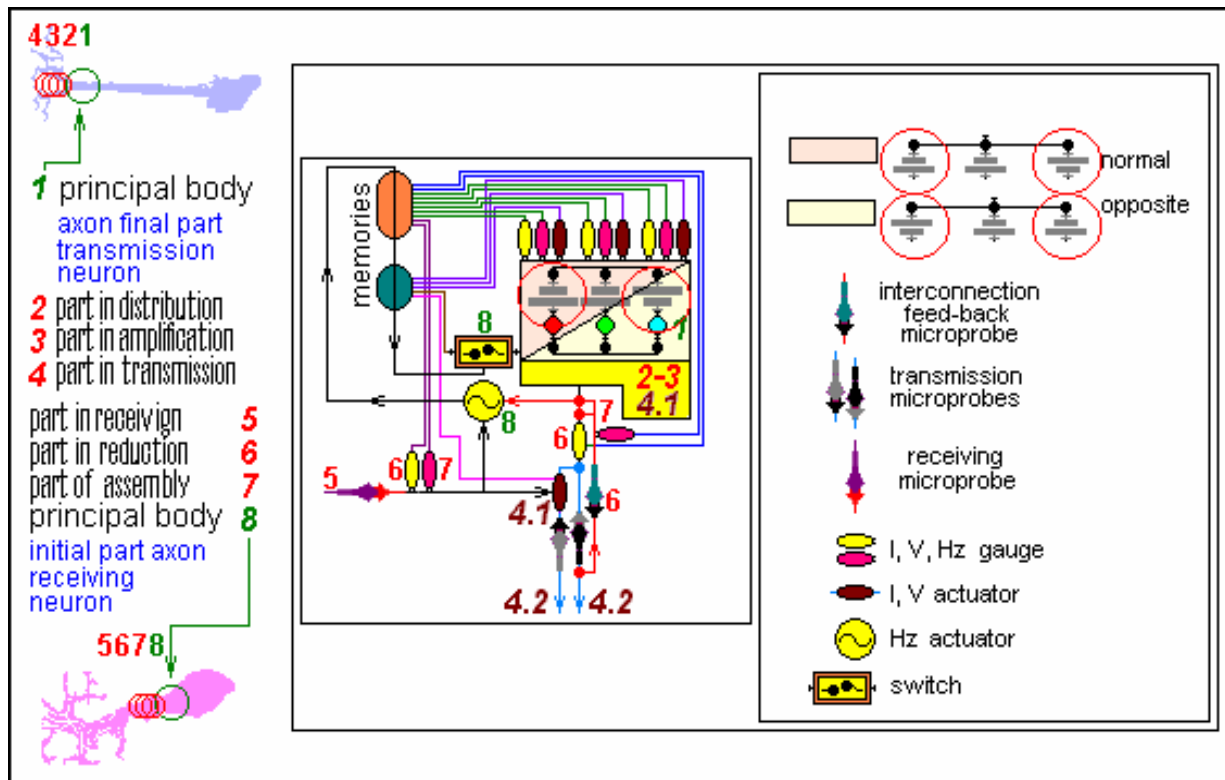 4321
1 principal body
axon final part
transmission
neuron
2 part in distribution
3 part in amplification
4 part in transmission
part in receivign 5
part in reduction 6
part of assembly 7
principal body 8
initial part axon
receiving
neuron
5678
memories
8
1
2-3
4.1
8
7
6
5
6
7
6
4.1
4.2
4.2
normal
opposite
interconnection
feed-back
microprobe
transmission
microprobes
receiving
microprobe
I, V, Hz gauge
I, V actuator
Hz actuator
switch